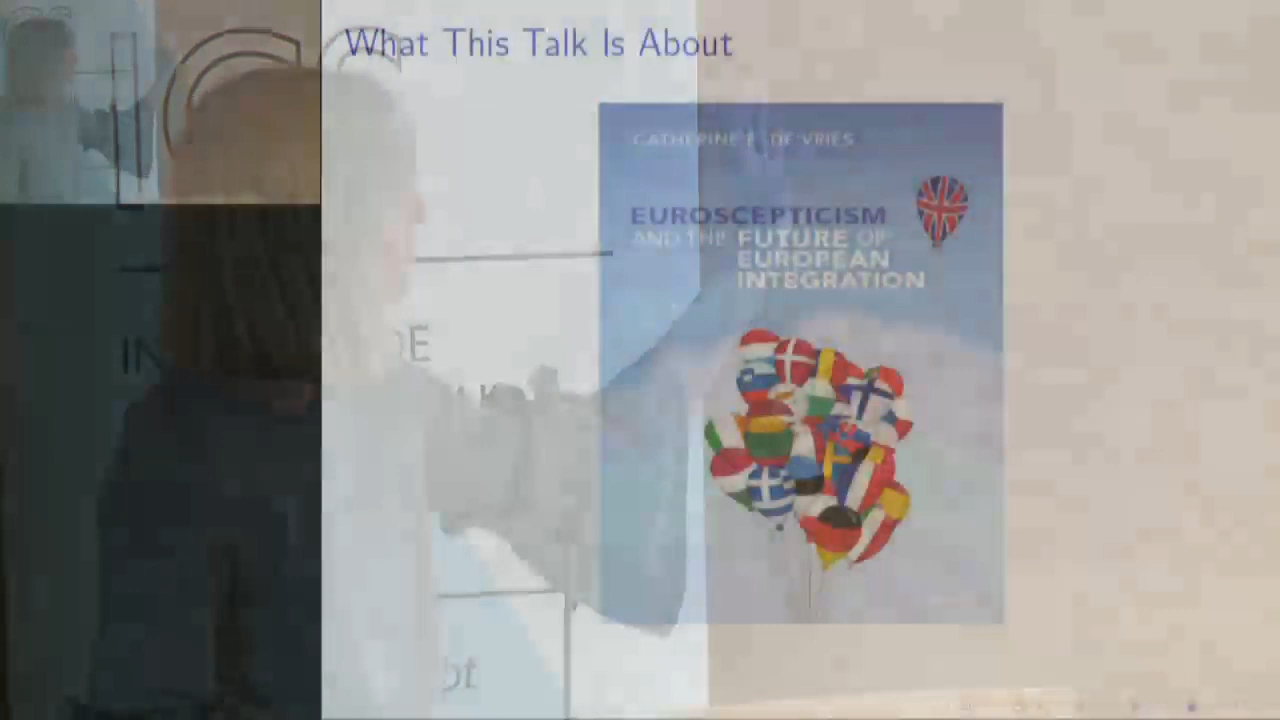 What This Talk Is About
CATHERINE E. DE VRIES
EUROSCEPTICISM
AND THE FUTURE OF
EUROPEAN
INTEGRATION